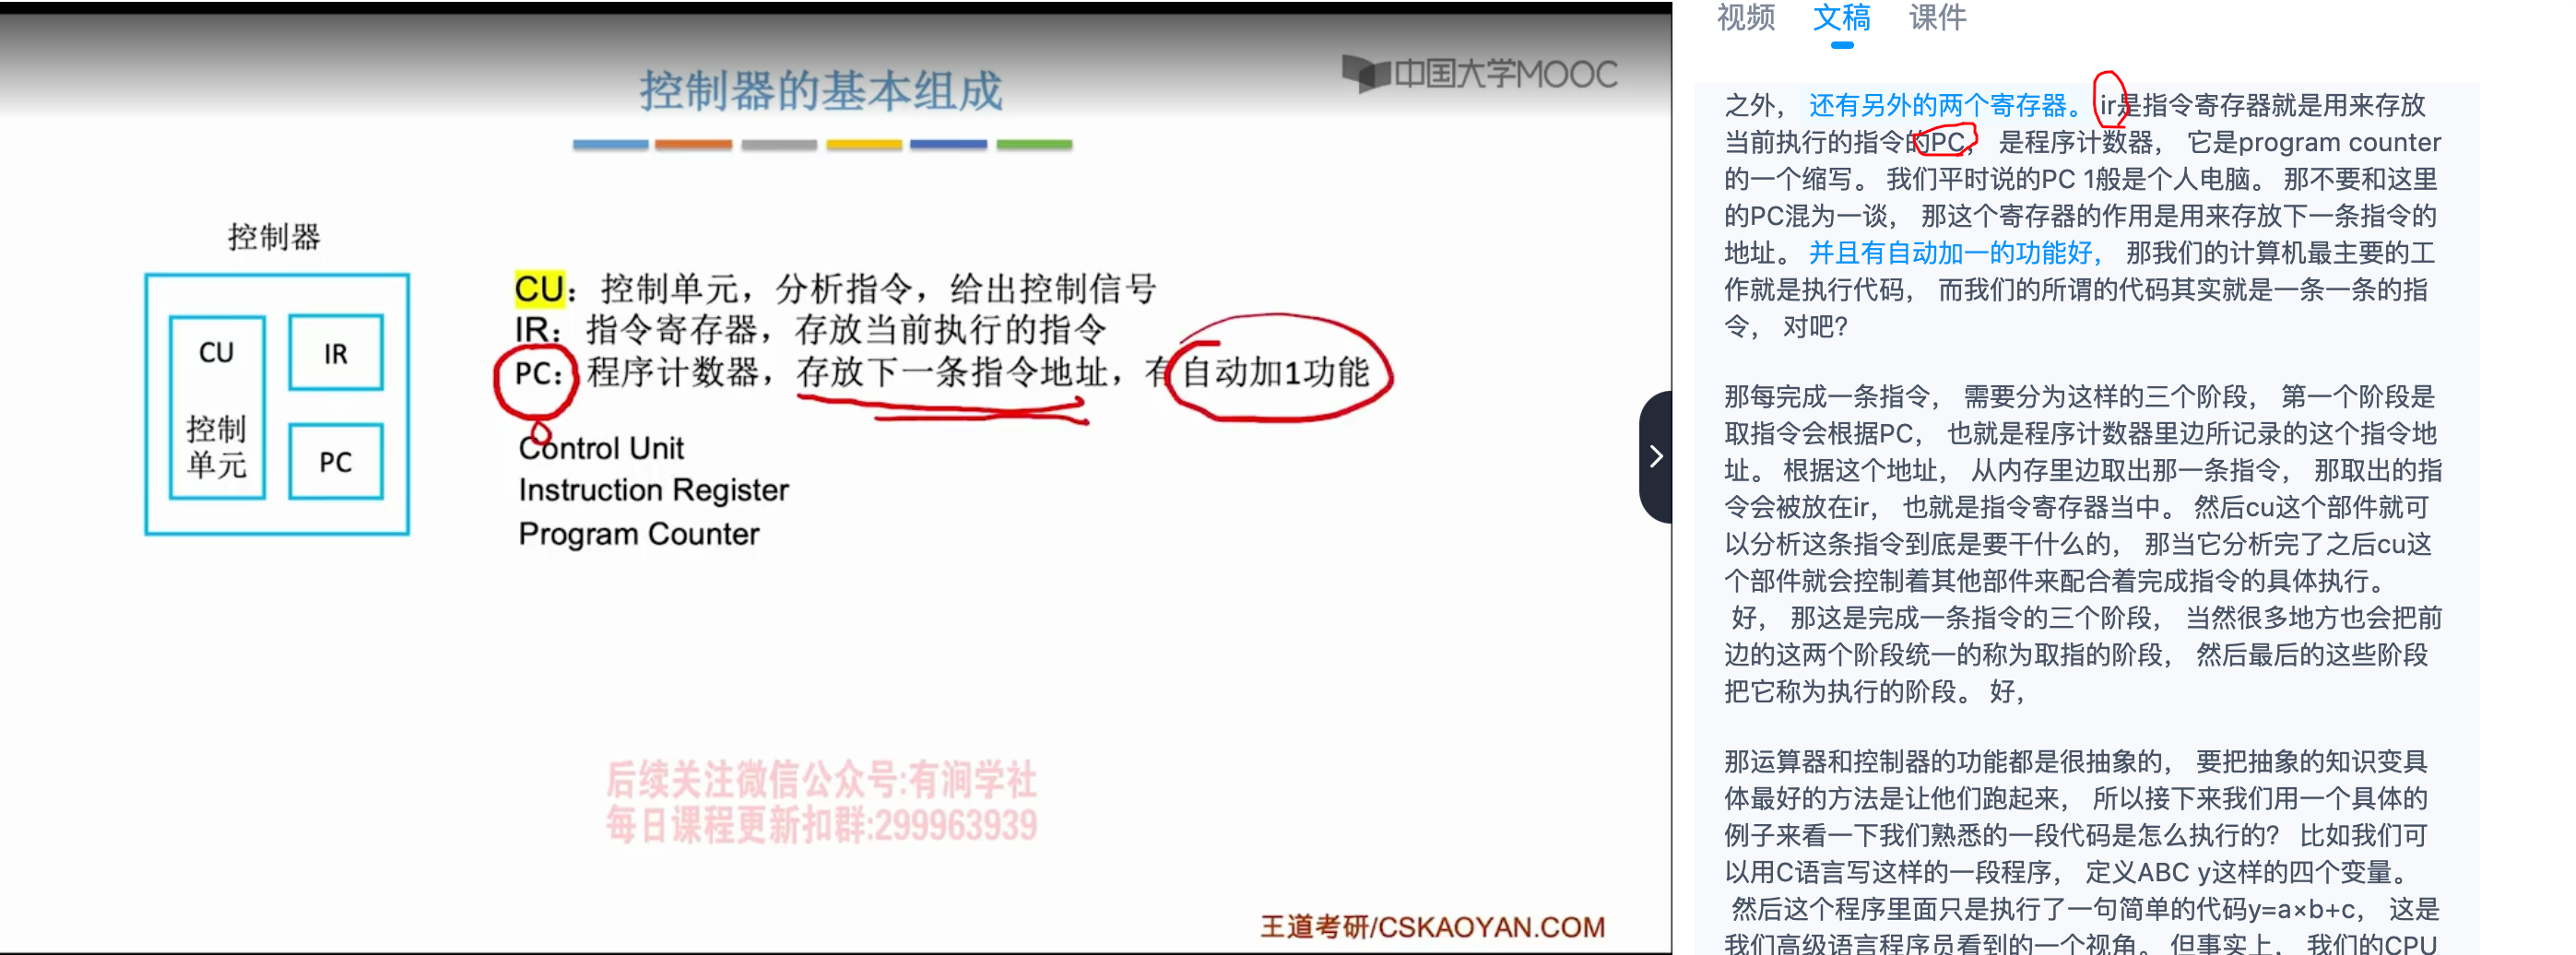 控制器的基本组成
中国大学MOOC
控制器
CU
控制
单元
IR
PC
CU：控制单元，分析指令，给出控制信号
IR：指令寄存器，存放当前执行的指令
PC：程序计数器，存放下一条指令地址，有自动加1功能
Control Unit
Instruction Register
Program Counter
后续关注微信公众号:有涧学社
每日课程更新扣群:299963939
王道考研/CSKAOYAN.COM
视频 文稿 课件
之外， 还有另外的两个寄存器。 ir是指令寄存器就是用来存放
当前执行的指令的PC， 是程序计数器， 它是program counter
的一个缩写。 我们平时说的PC 1般是个人电脑。 那不要和这里
的PC混为一谈， 那这个寄存器的作用是用来存放下一条指令的
地址。 并且有自动加一的功能好， 那我们的计算机最主要的工
作就是执行代码， 而我们的所谓的代码其实就是一条一条的指
令， 对吧?
那每完成一条指令， 需要分为这样的三个阶段， 第一个阶段是
取指令会根据PC， 也就是程序计数器里边所记录的这个指令地
址。 根据这个地址， 从内存里边取出那一条指令， 那取出的指
令会被放在ir， 也就是指令寄存器当中。 然后cu这个部件就可
以分析这条指令到底是要干什么的， 那当它分析完了之后cu这
个部件就会控制着其他部件来配合着完成指令的具体执行。
好， 那这是完成一条指令的三个阶段， 当然很多地方也会把前
边的这两个阶段统一的称为取指的阶段， 然后最后的这些阶段
把它称为执行的阶段。 好，
那运算器和控制器的功能都是很抽象的， 要把抽象的知识变具
体最好的方法是让他们跑起来， 所以接下来我们用一个具体的
例子来看一下我们熟悉的一段代码是怎么执行的? 比如我们可
以用C语言写这样的一段程序， 定义ABC y这样的四个变量。
然后这个程序里面只是执行了一句简单的代码y=a×b+c， 这是
我们高级语言程序员看到的一个视角。 但事实上， 我们的CPU